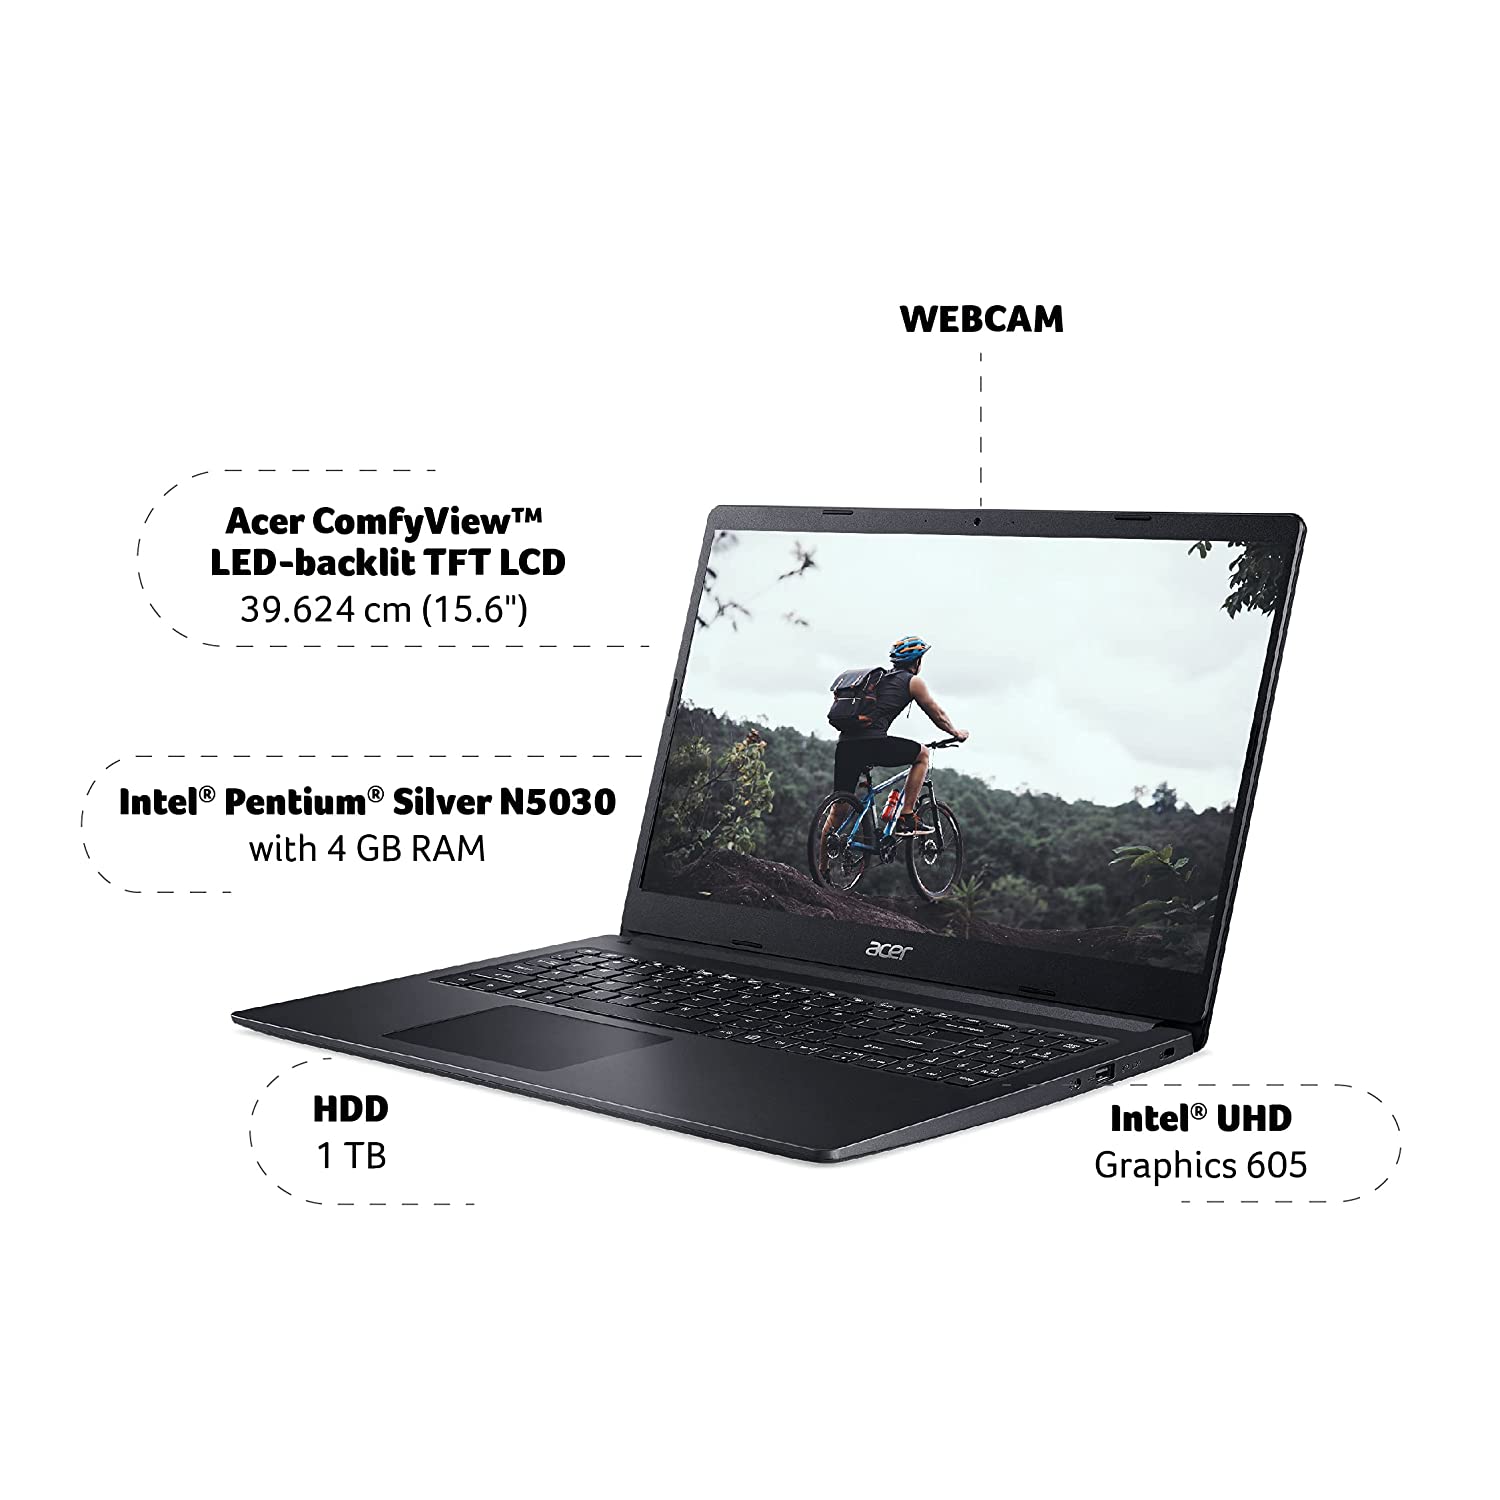 WEBCAM
Acer ComfyView™
LED-backlit TFT LCD
39.624 cm (15.6")
Intel® Pentium® Silver N5030
with 4 GB RAM
acer
HDD
1 TB
Intel® UHD
Graphics 605